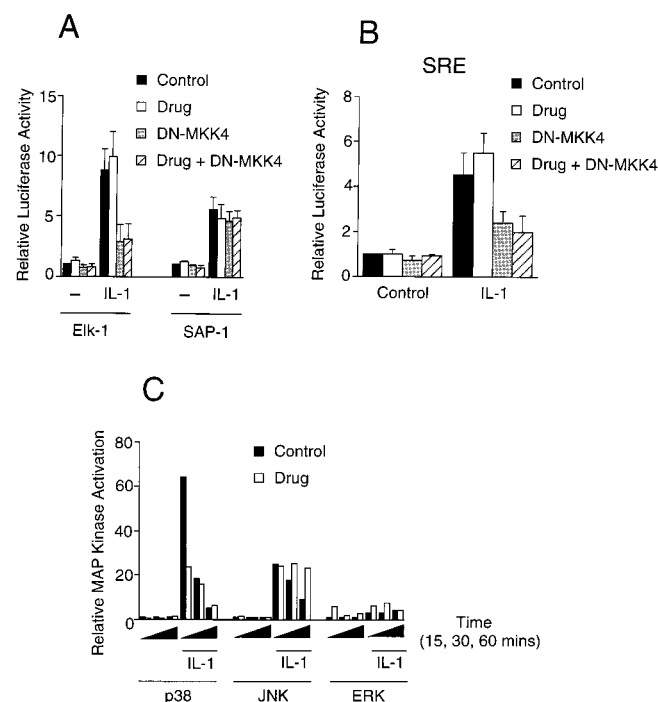 A
Control
Drug
DN-MKK4
Drug + DN-MKK4
Relative Luciferase Activity
15
10
5
0
– IL-1 – IL-1
Elk-1 SAP-1
B
SRE
Control
Drug
DN-MKK4
Drug + DN-MKK4
Relative Luciferase Activity
8
6
4
2
0
Control IL-1
C
Control
Drug
Relative MAP Kinase Activation
80
60
40
20
0
Time
(15, 30, 60 mins)
IL-1 IL-1 IL-1
p38 JNK ERK